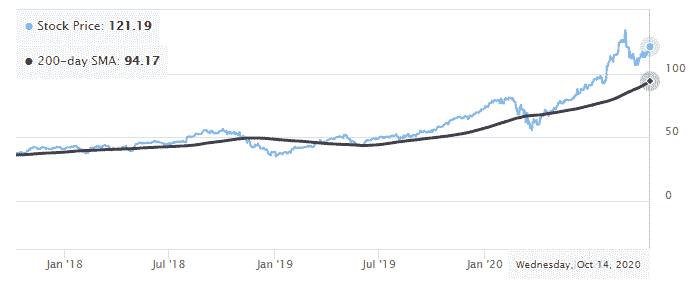 Stock Price: 121.19
200-day SMA: 94.17
100
50
0
Jan '18 Jul '18 Jan '19 Jul '19 Jan '20 Wednesday, Oct 14, 2020